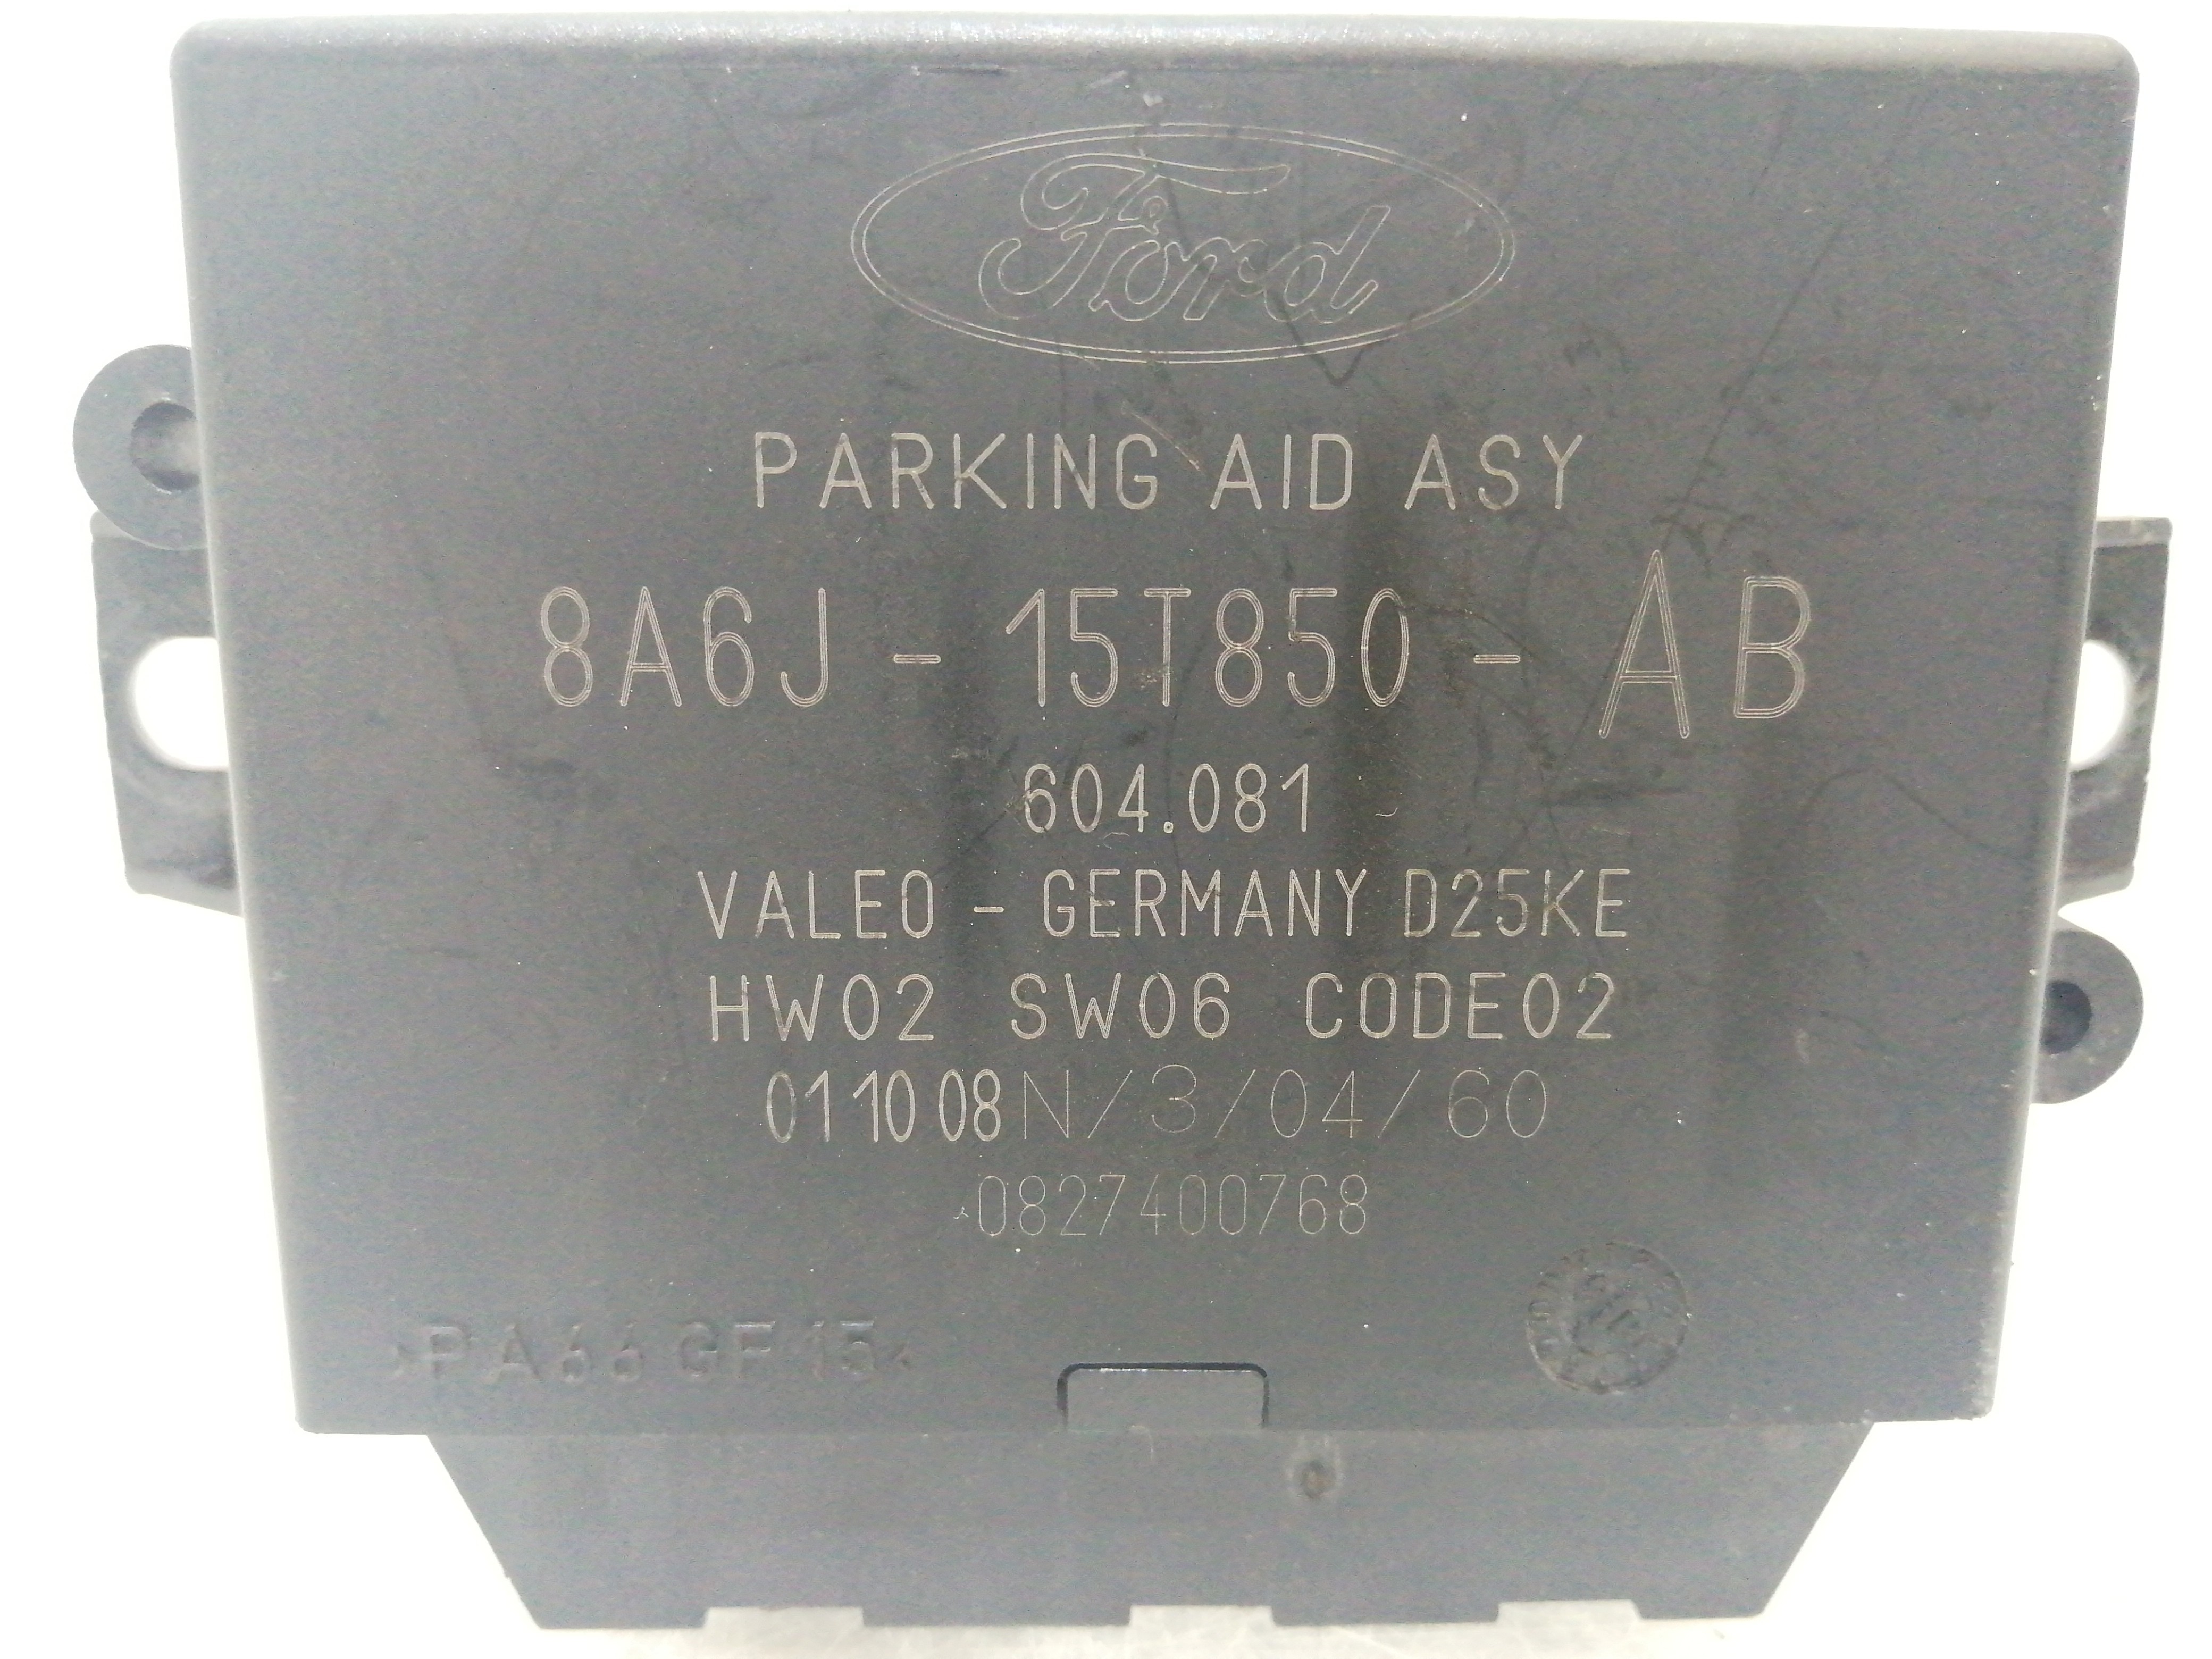 Ford
PARKING AID ASY
8A6J - 15T850 - AB
604.081
VALEO - GERMANY D25KE
HW02 SW06 CODE02
01 10 08 N/3/04/60
0827400768
>PA66 GF15<